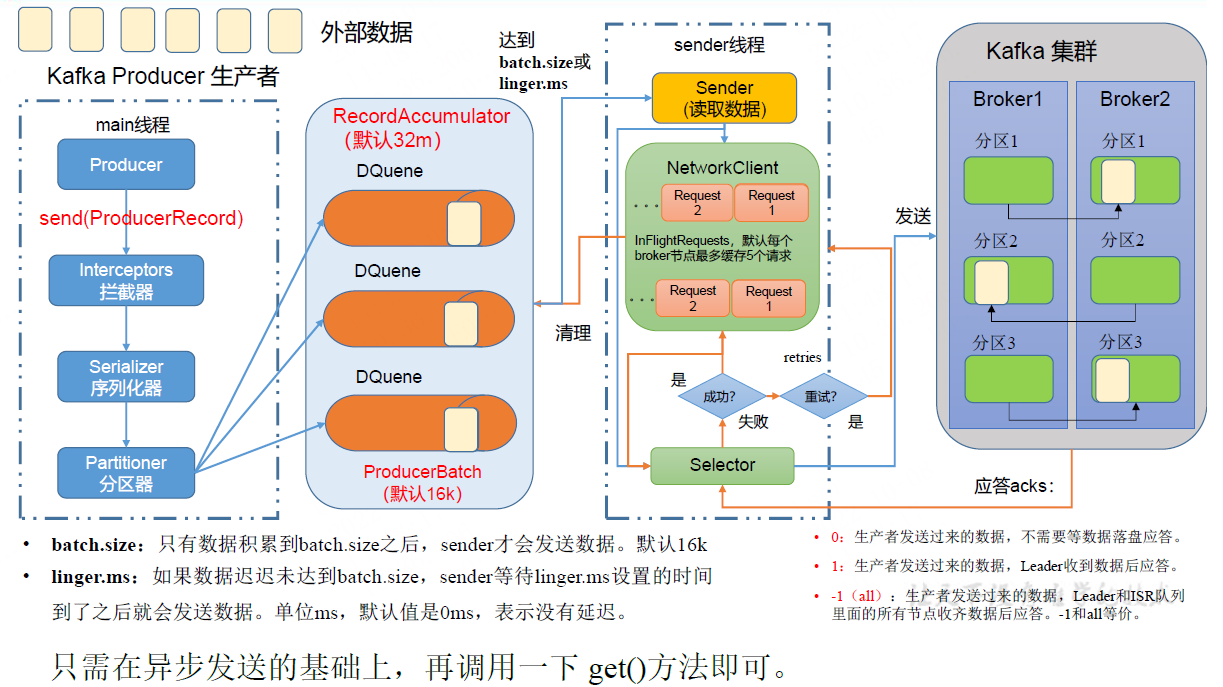 外部数据
Kafka Producer 生产者
main线程
Producer
send(ProducerRecord)
Interceptors
拦截器
Serializer
序列化器
Partitioner
分区器
RecordAccumulator
(默认32m)
DQuene
DQuene
DQuene
ProducerBatch
(默认16k)
达到
batch.size或
linger.ms
清理
sender线程
Sender
(读取数据)
NetworkClient
... Request 2 Request 1
InFlightRequests，默认每个
broker节点最多缓存5个请求
... Request 2 Request 1
retries
是
成功?
重试?
失败
是
Selector
发送
Kafka 集群
Broker1
Broker2
分区1
分区1
分区2
分区2
分区3
分区3
应答acks：
• batch.size：只有数据积累到batch.size之后，sender才会发送数据。默认16k
• linger.ms：如果数据迟迟未达到batch.size，sender等待linger.ms设置的时间
到了之后就会发送数据。单位ms，默认值是0ms，表示没有延迟。
• 0：生产者发送过来的数据，不需要等数据落盘应答。
• 1：生产者发送过来的数据，Leader收到数据后应答。
• -1（all）：生产者发送过来的数据，Leader和ISR队列
里面的所有节点收齐数据后应答。-1和all等价。
只需在异步发送的基础上，再调用一下 get()方法即可。